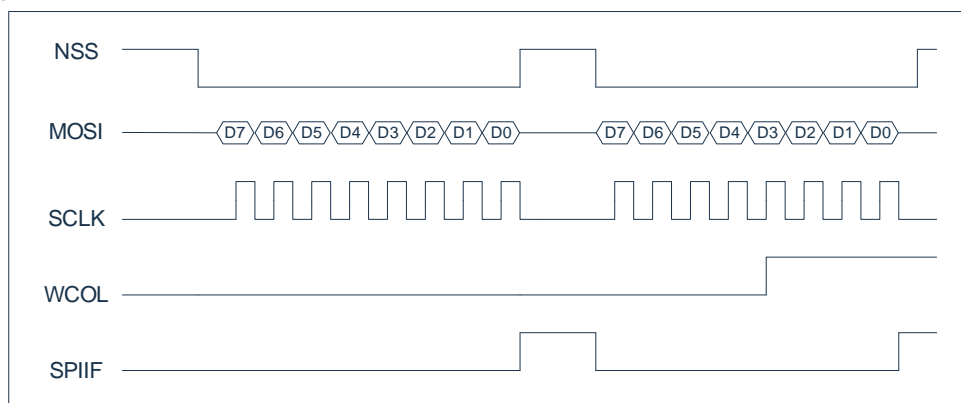 NSS
MOSI D7 D6 D5 D4 D3 D2 D1 D0 D7 D6 D5 D4 D3 D2 D1 D0
SCLK
WCOL
SPIIF